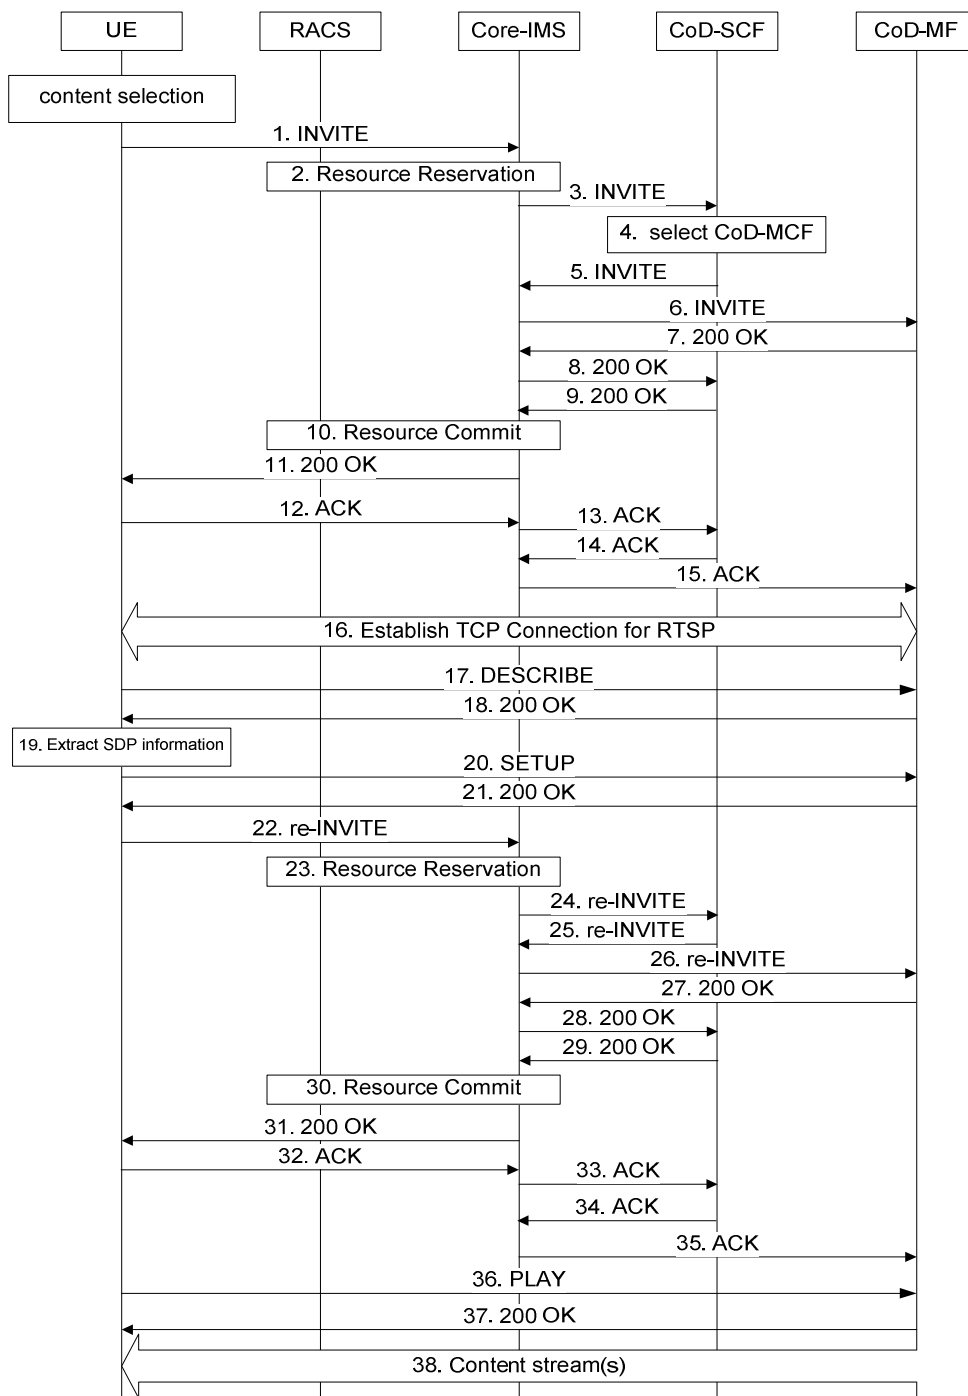 UE
RACS
Core-IMS
CoD-SCF
CoD-MF
content selection
1. INVITE
2. Resource Reservation
3. INVITE
4. select CoD-MCF
5. INVITE
6. INVITE
7. 200 OK
8. 200 OK
9. 200 OK
10. Resource Commit
11. 200 OK
12. ACK
13. ACK
14. ACK
15. ACK
16. Establish TCP Connection for RTSP
17. DESCRIBE
18. 200 OK
19. Extract SDP information
20. SETUP
21. 200 OK
22. re-INVITE
23. Resource Reservation
24. re-INVITE
25. re-INVITE
26. re-INVITE
27. 200 OK
28. 200 OK
29. 200 OK
30. Resource Commit
31. 200 OK
32. ACK
33. ACK
34. ACK
35. ACK
36. PLAY
37. 200 OK
38. Content stream(s)